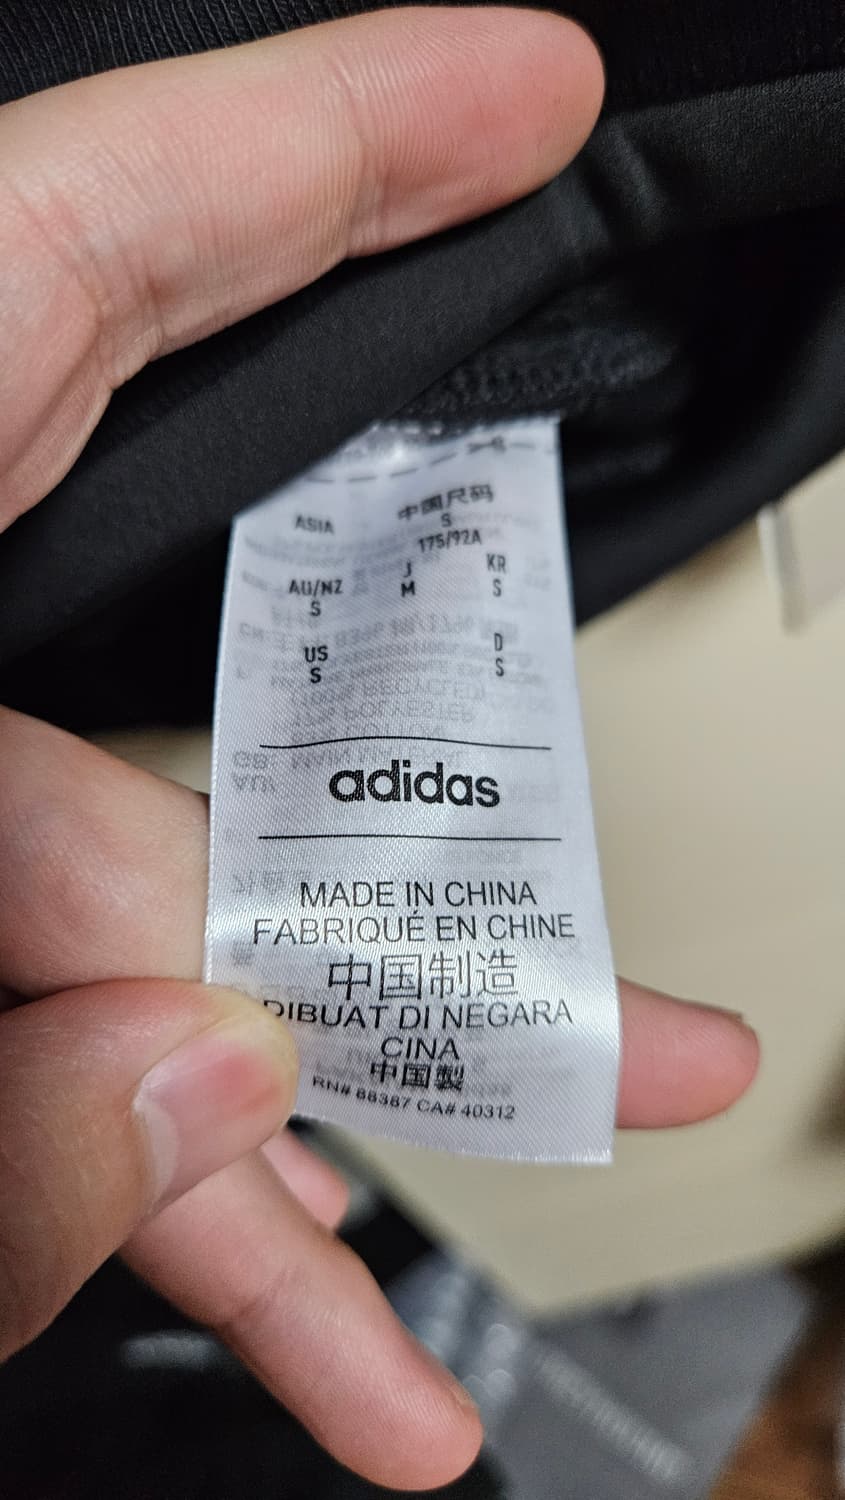 ASIA 中国尺码
S
175/92A
AU/NZ J KR
S M S
US D
S S
adidas
MADE IN CHINA
FABRIQUÉ EN CHINE
中国制造
DIBUAT DI NEGARA
CINA
中国製
RN# 88387 CA# 40312